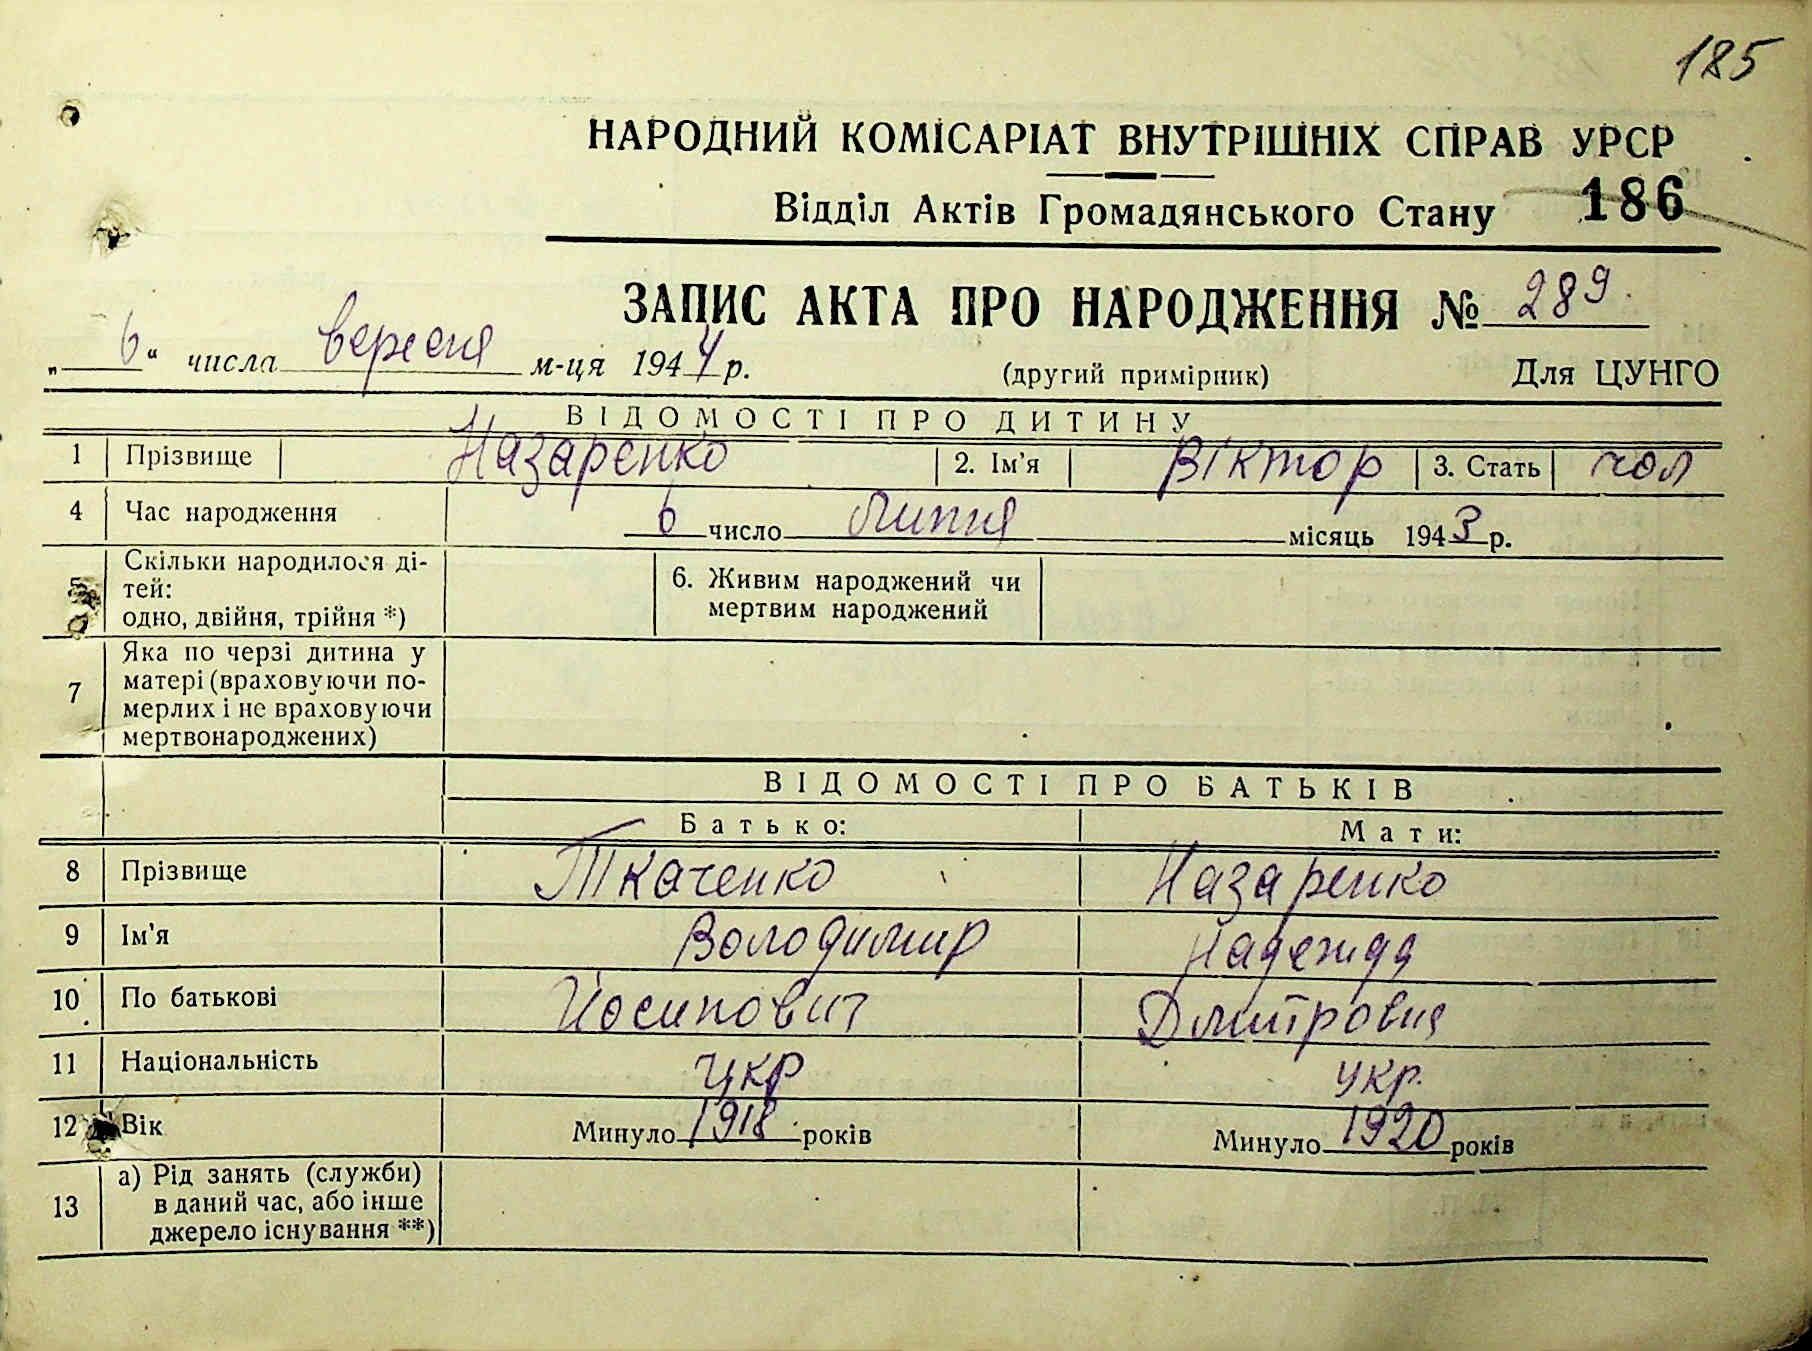 185
НАРОДНИЙ КОМІСАРІАТ ВНУТРІШНІХ СПРАВ УРСР
Відділ Актів Громадянського Стану 186
ЗАПИС АКТА ПРО НАРОДЖЕННЯ № 289
„6“ числа вересня м-ця 1944 р. (другий примірник) Для ЦУНГО
ВІДОМОСТІ ПРО ДИТИНУ
1 Прізвище Назаренко 2. Ім'я Віктор 3. Стать чол
4 Час народження 6 число Липня місяць 1943 р.
5 Скільки народилося ді-
тей:
одно, двійня, трійня *)
6. Живим народжений чи
мертвим народжений
7 Яка по черзі дитина у
матері (враховуючи по-
мерлих і не враховуючи
мертвонароджених)
ВІДОМОСТІ ПРО БАТЬКІВ
Батько: Мати:
8 Прізвище Ткаченко Назаренко
9 Ім'я Володимир Надежда
10 По батькові Йосипович Дмитровна
11 Національність укр укр.
12 Вік Минуло 1918 років Минуло 1920 років
13 а) Рід занять (служби)
в даний час, або інше
джерело існування **)